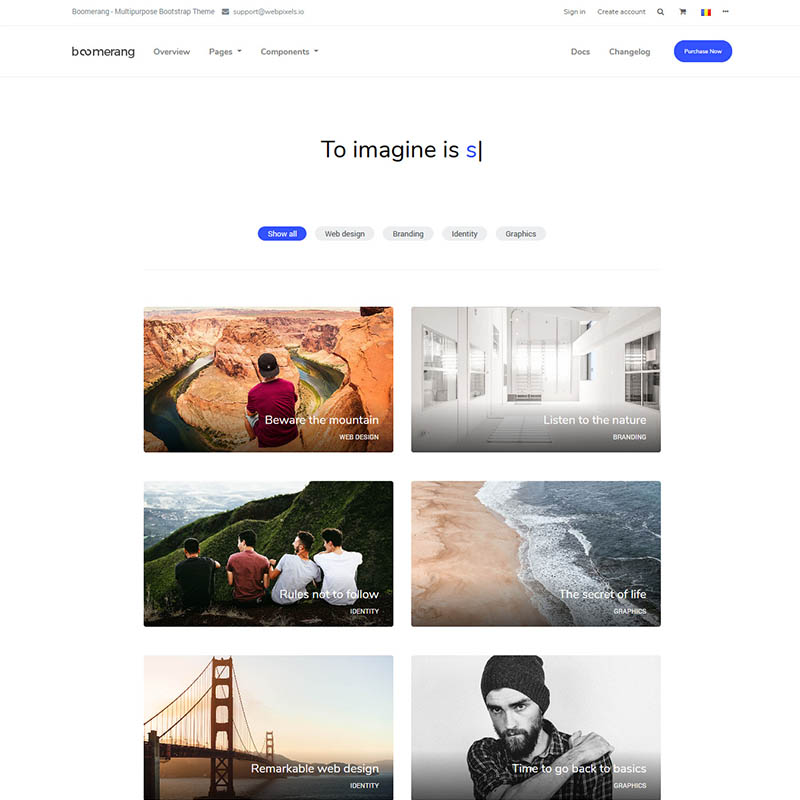 Boomerang - Multipurpose Bootstrap Theme support@webpixels.io Sign in Create account
boomerang Overview Pages Components Docs Changelog Purchase Now
To imagine is s|
Show all Web design Branding Identity Graphics
Beware the mountain
WEB DESIGN
Listen to the nature
BRANDING
Rules not to follow
IDENTITY
The secret of life
GRAPHICS
Remarkable web design
IDENTITY
Time to go back to basics
GRAPHICS